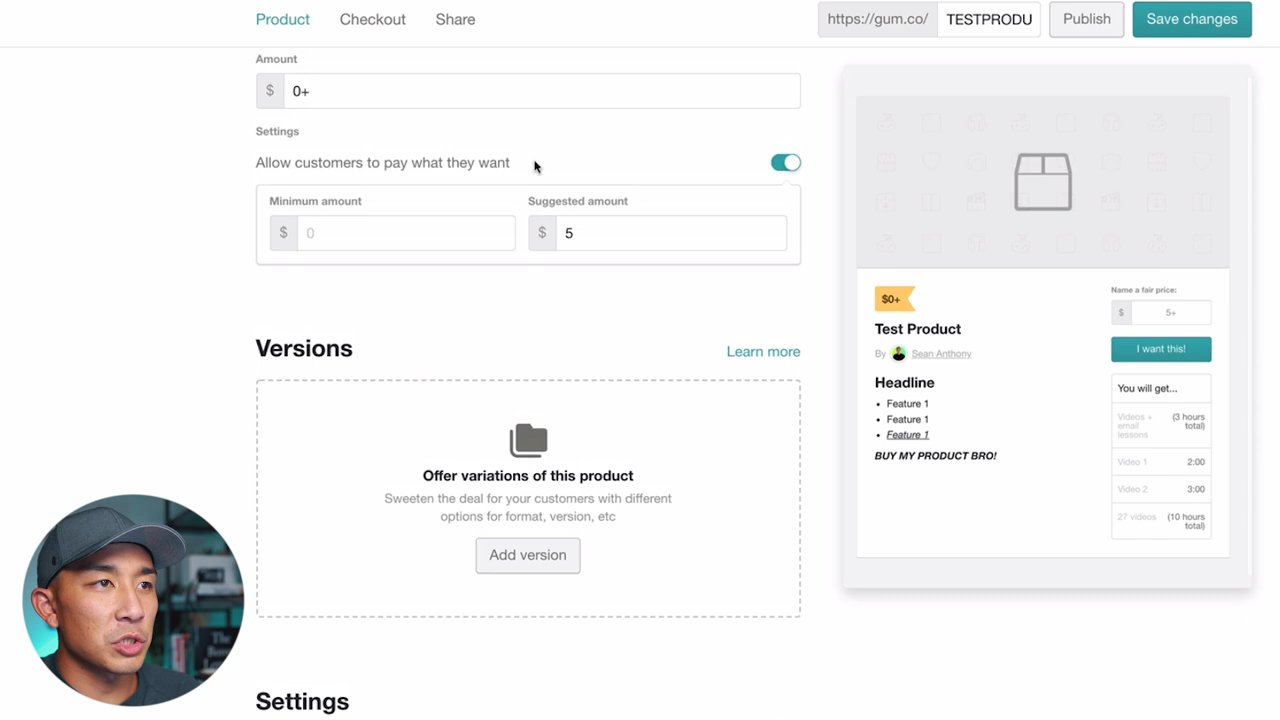 Product
Checkout
Share
https://gum.co/
TESTPRODU
Publish
Save changes
Amount
$
0+
Settings
Allow customers to pay what they want
Minimum amount
Suggested amount
$
0
$
5
Versions
Learn more
Offer variations of this product
Sweeten the deal for your customers with different
options for format, version, etc
Add version
Settings
$0+
Test Product
By
Sean Anthony
Headline
• Feature 1
• Feature 1
• Feature 1
BUY MY PRODUCT BRO!
Name a fair price:
$
5+
I want this!
You will get...
Videos +
email
lessons
(3 hours
total)
Video 1
2:00
Video 2
3:00
27 videos
(10 hours
total)